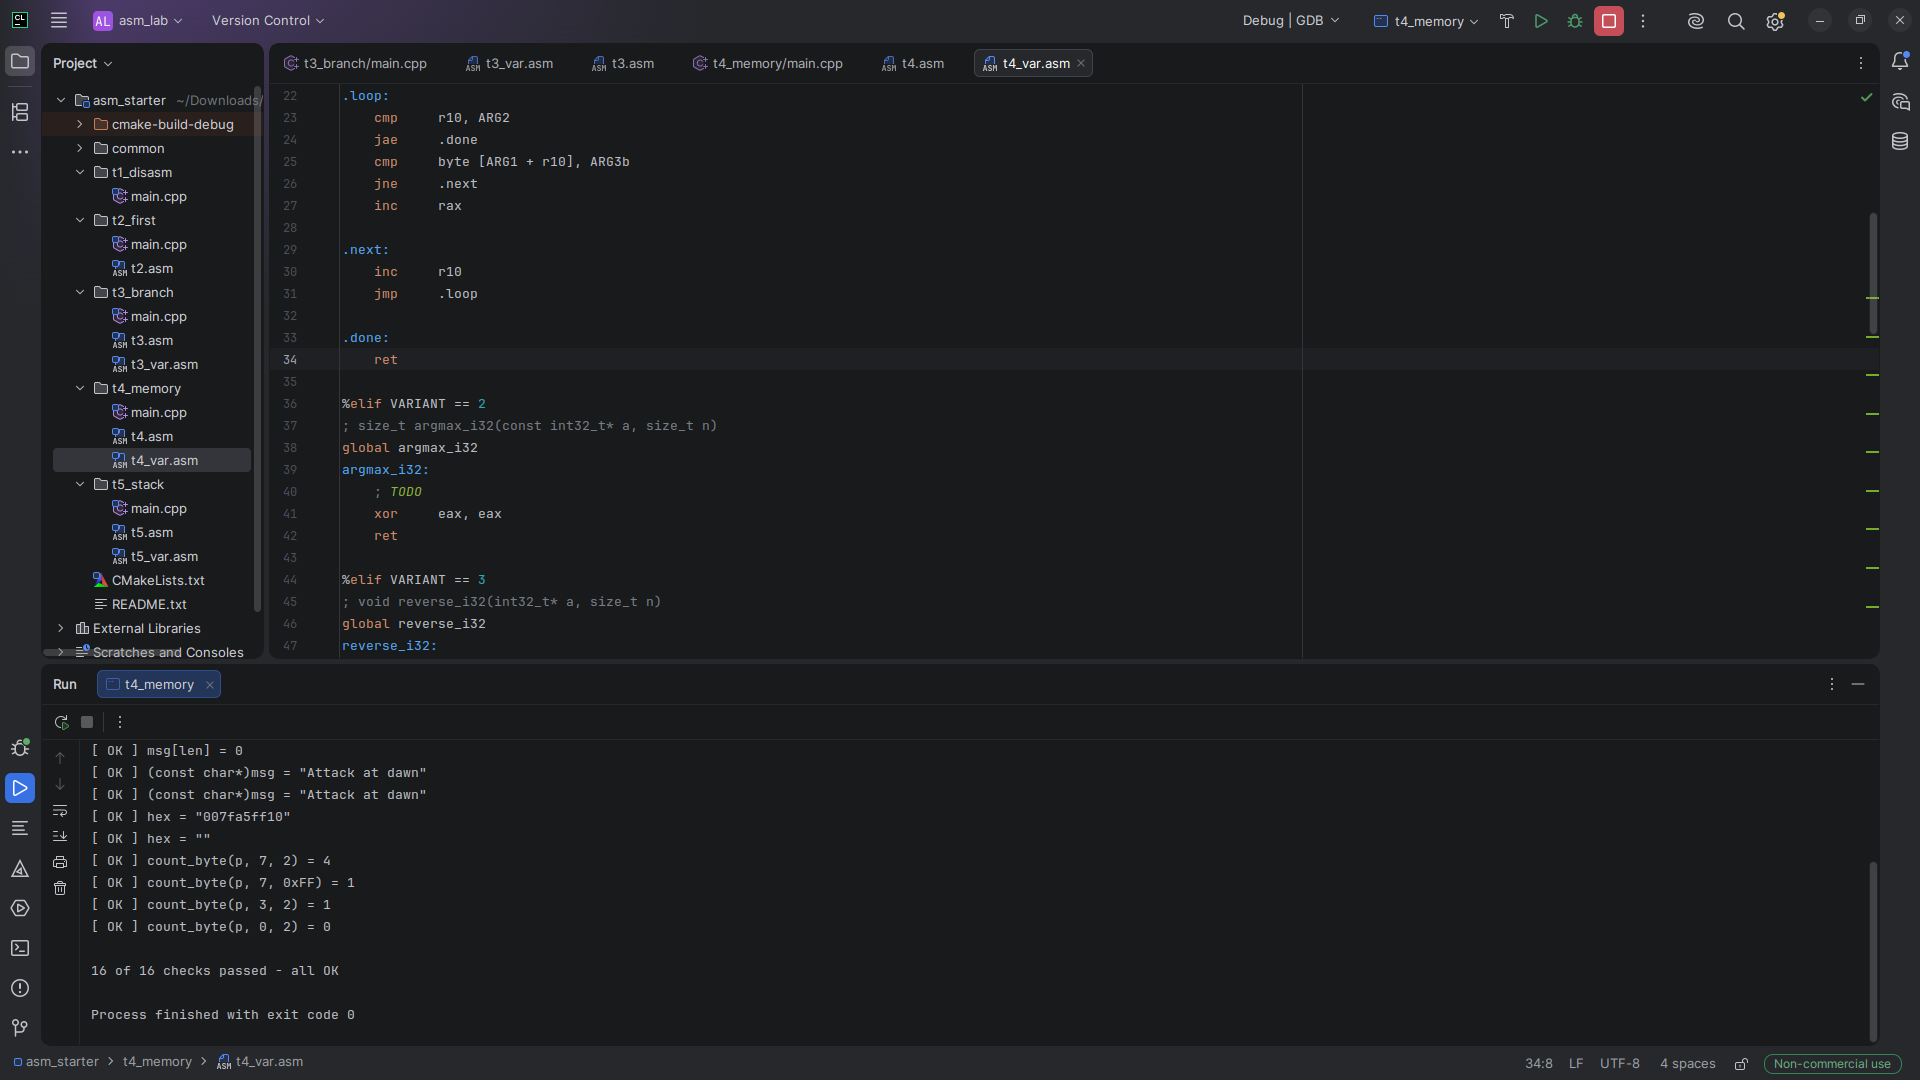 CL
AL asm_lab
Version Control
Debug | GDB
t4_memory
Project
t3_branch/main.cpp
t3_var.asm
t3.asm
t4_memory/main.cpp
t4.asm
t4_var.asm
asm_starter ~/Downloads/
cmake-build-debug
common
t1_disasm
main.cpp
t2_first
main.cpp
t2.asm
t3_branch
main.cpp
t3.asm
t3_var.asm
t4_memory
main.cpp
t4.asm
t4_var.asm
t5_stack
main.cpp
t5.asm
t5_var.asm
CMakeLists.txt
README.txt
External Libraries
Scratches and Consoles
22 .loop:
23 cmp r10, ARG2
24 jae .done
25 cmp byte [ARG1 + r10], ARG3b
26 jne .next
27 inc rax
28
29 .next:
30 inc r10
31 jmp .loop
32
33 .done:
34 ret
35
36 %elif VARIANT == 2
37 ; size_t argmax_i32(const int32_t* a, size_t n)
38 global argmax_i32
39 argmax_i32:
40 ; TODO
41 xor eax, eax
42 ret
43
44 %elif VARIANT == 3
45 ; void reverse_i32(int32_t* a, size_t n)
46 global reverse_i32
47 reverse_i32:
Run
t4_memory
[ OK ] msg[len] = 0
[ OK ] (const char*)msg = "Attack at dawn"
[ OK ] (const char*)msg = "Attack at dawn"
[ OK ] hex = "007fa5ff10"
[ OK ] hex = ""
[ OK ] count_byte(p, 7, 2) = 4
[ OK ] count_byte(p, 7, 0xFF) = 1
[ OK ] count_byte(p, 3, 2) = 1
[ OK ] count_byte(p, 0, 2) = 0
16 of 16 checks passed - all OK
Process finished with exit code 0
asm_starter > t4_memory > t4_var.asm
34:8
LF
UTF-8
4 spaces
Non-commercial use